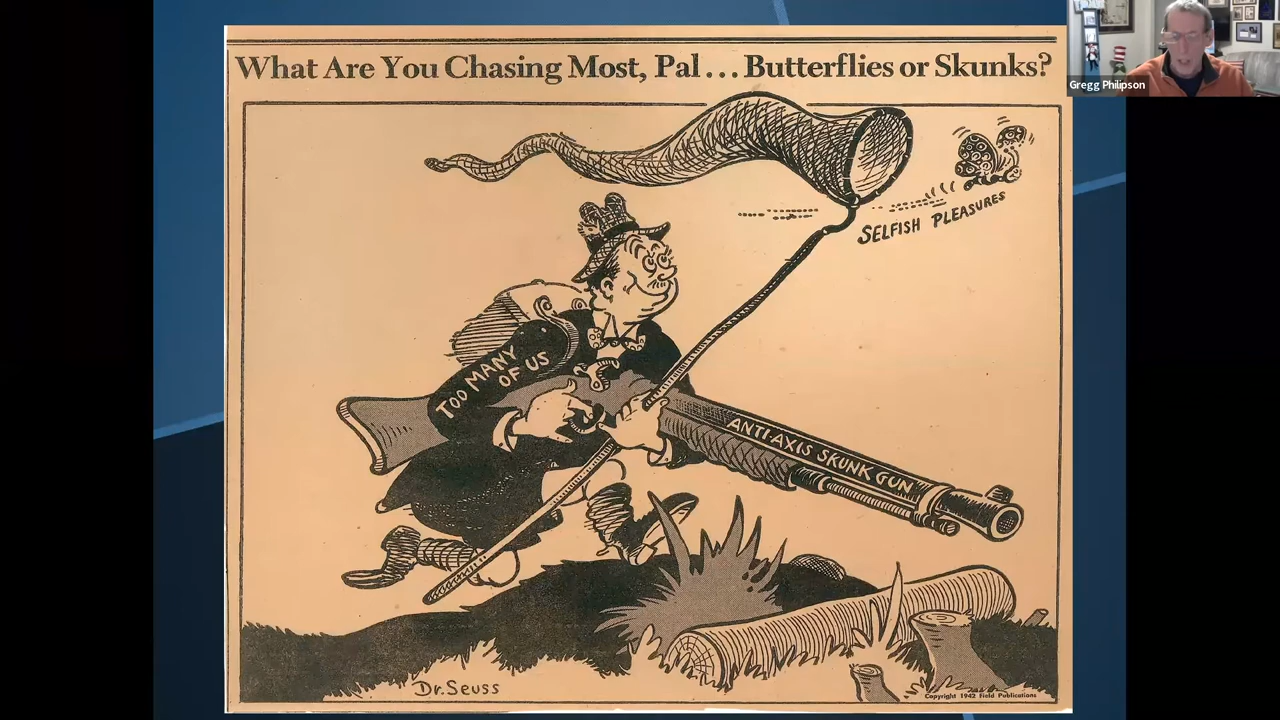 What Are You Chasing Most, Pal... Butterflies or Skunks?
Gregg Philipson
SELFISH PLEASURES
TOO MANY
OF US
ANTI-AXIS SKUNK GUN
Dr. Seuss
Copyright 1942 Field Publications